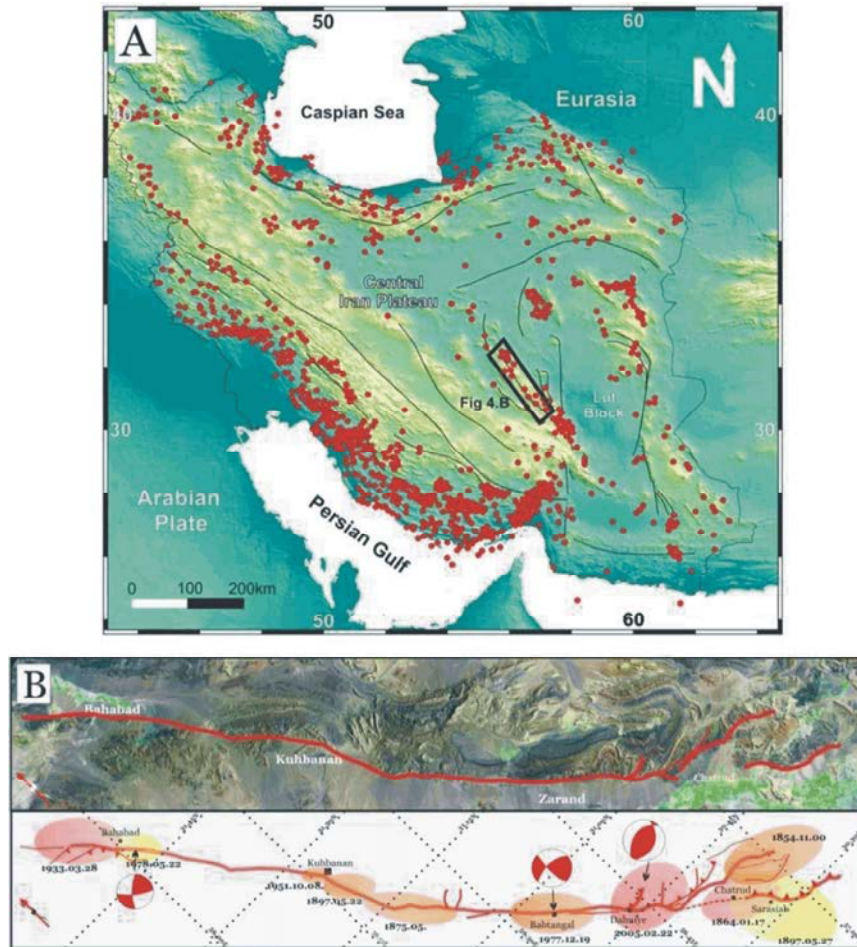 A
50
60
N
Eurasia
Caspian Sea
40
40
Central
Iran Plateau
Fig 4.B
Lut
Block
30
30
Arabian
Plate
Persian Gulf
0 100 200km
50
60
B
Bahabad
Kuhbanan
Zarand
Chatrud
Bahabad
1933.03.28
1978.05.22
Kuhbanan
1951.10.08.
1897.05.22
1875.05.
Babtangal
1977.12.19
Dahuiye
2005.02.22
1854.11.00
Chatrud
1864.01.17
Sarasiab
1897.05.27